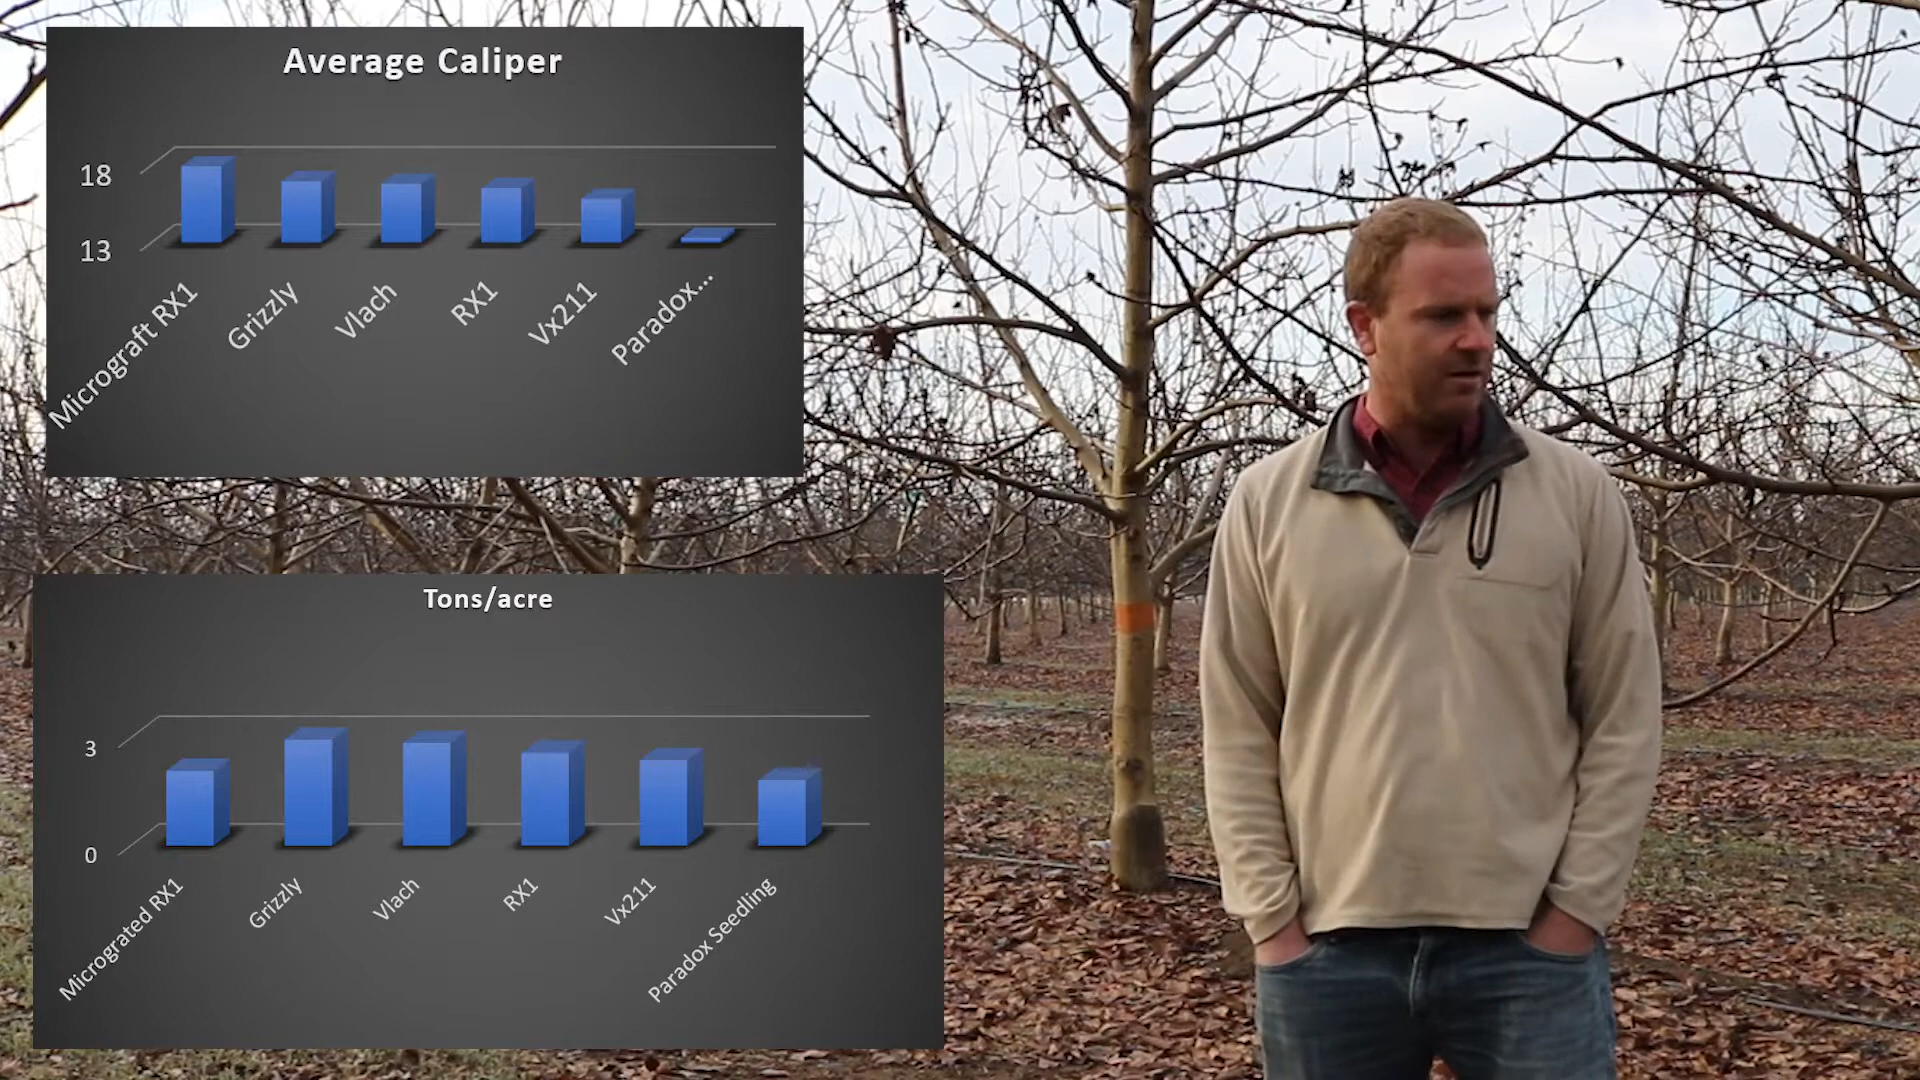 Average Caliper
18
13
Micrograft RX1
Grizzly
Vlach
RX1
Vx211
Paradox...
Tons/acre
3
0
Micrograted RX1
Grizzly
Vlach
RX1
Vx211
Paradox Seedling